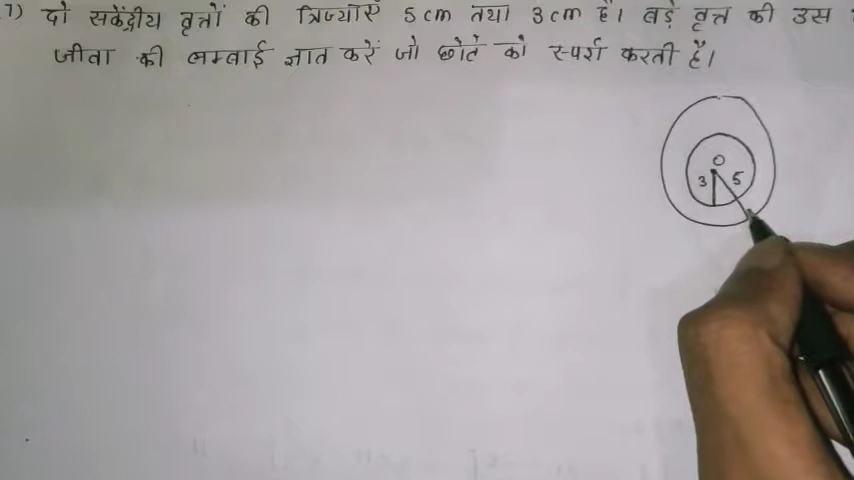 7) दो सकेंद्रीय वृत्तों की त्रिज्याएँ 5 cm तथा 3 cm हैं। बड़े वृत्त की उस
जीवा की लम्बाई ज्ञात करें जो छोटे को स्पर्श करती है।
O
3 5